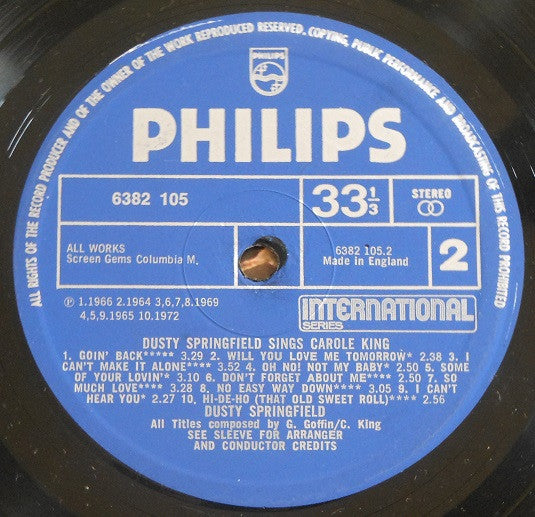 ALL RIGHTS OF THE RECORD PRODUCER AND OF THE OWNER OF THE WORK REPRODUCED RESERVED. COPYING, PUBLIC PERFORMANCE AND BROADCASTING OF THIS RECORD PROHIBITED
PHILIPS
PHILIPS
6382 105
33 1/3
STEREO
ALL WORKS
Screen Gems Columbia M.
6382 105.2
Made in England
2
℗ 1.1966 2.1964 3,6,7,8.1969
4,5,9.1965 10.1972
INTERNATIONAL
SERIES
DUSTY SPRINGFIELD SINGS CAROLE KING
1. GOIN' BACK***** 3.29 2. WILL YOU LOVE ME TOMORROW* 2.38 3. I
CAN'T MAKE IT ALONE**** 3.52 4. OH NO! NOT MY BABY* 2.50 5. SOME
OF YOUR LOVIN'* 3.10 6. DON'T FORGET ABOUT ME**** 2.50 7. SO
MUCH LOVE**** 3.28 8. NO EASY WAY DOWN**** 3.05 9. I CAN'T
HEAR YOU* 2.27 10. HI-DE-HO (THAT OLD SWEET ROLL)**** 2.56
DUSTY SPRINGFIELD
All Titles composed by G. Goffin/C. King
SEE SLEEVE FOR ARRANGER
AND CONDUCTOR CREDITS